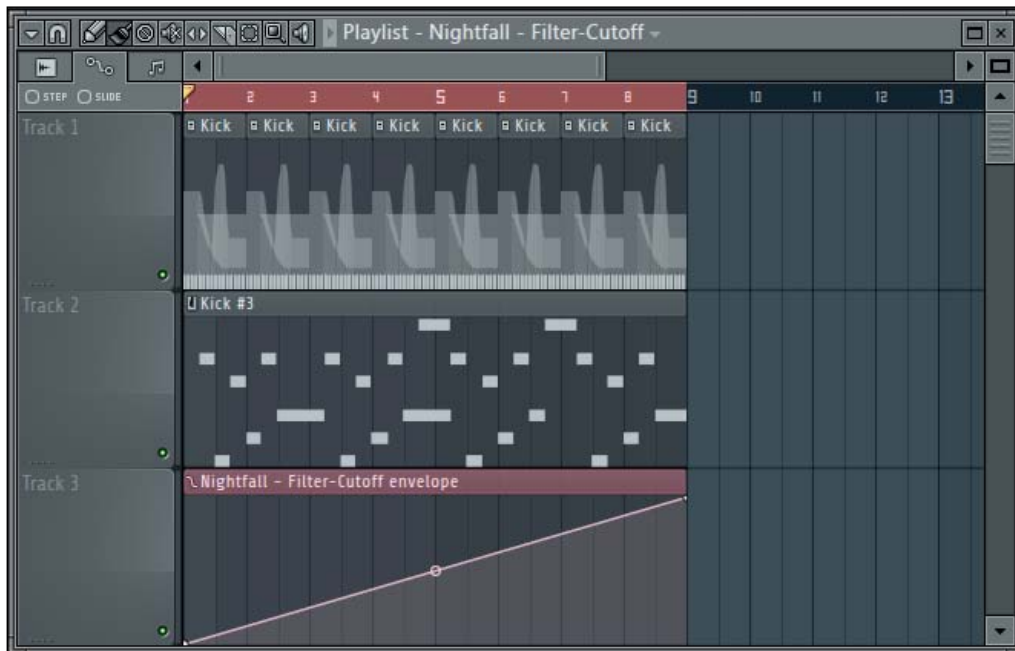 Playlist - Nightfall - Filter-Cutoff
STEP SLIDE
1 2 3 4 5 6 7 8 9 10 11 12 13
Track 1
Kick Kick Kick Kick Kick Kick Kick Kick
Track 2
Kick #3
Track 3
Nightfall - Filter-Cutoff envelope